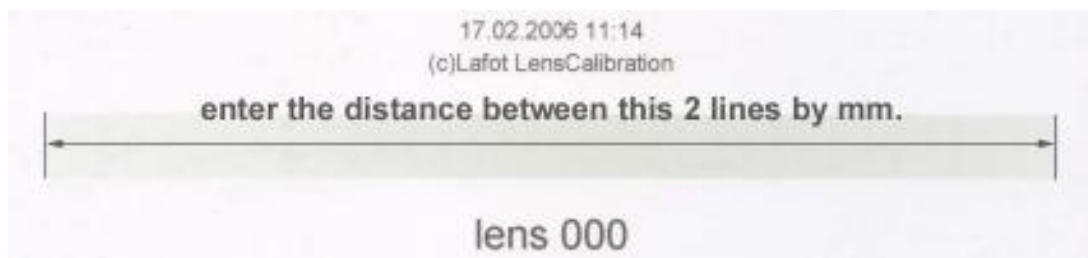 17.02.2006 11:14
(c)Lafot LensCalibration
enter the distance between this 2 lines by mm.
lens 000